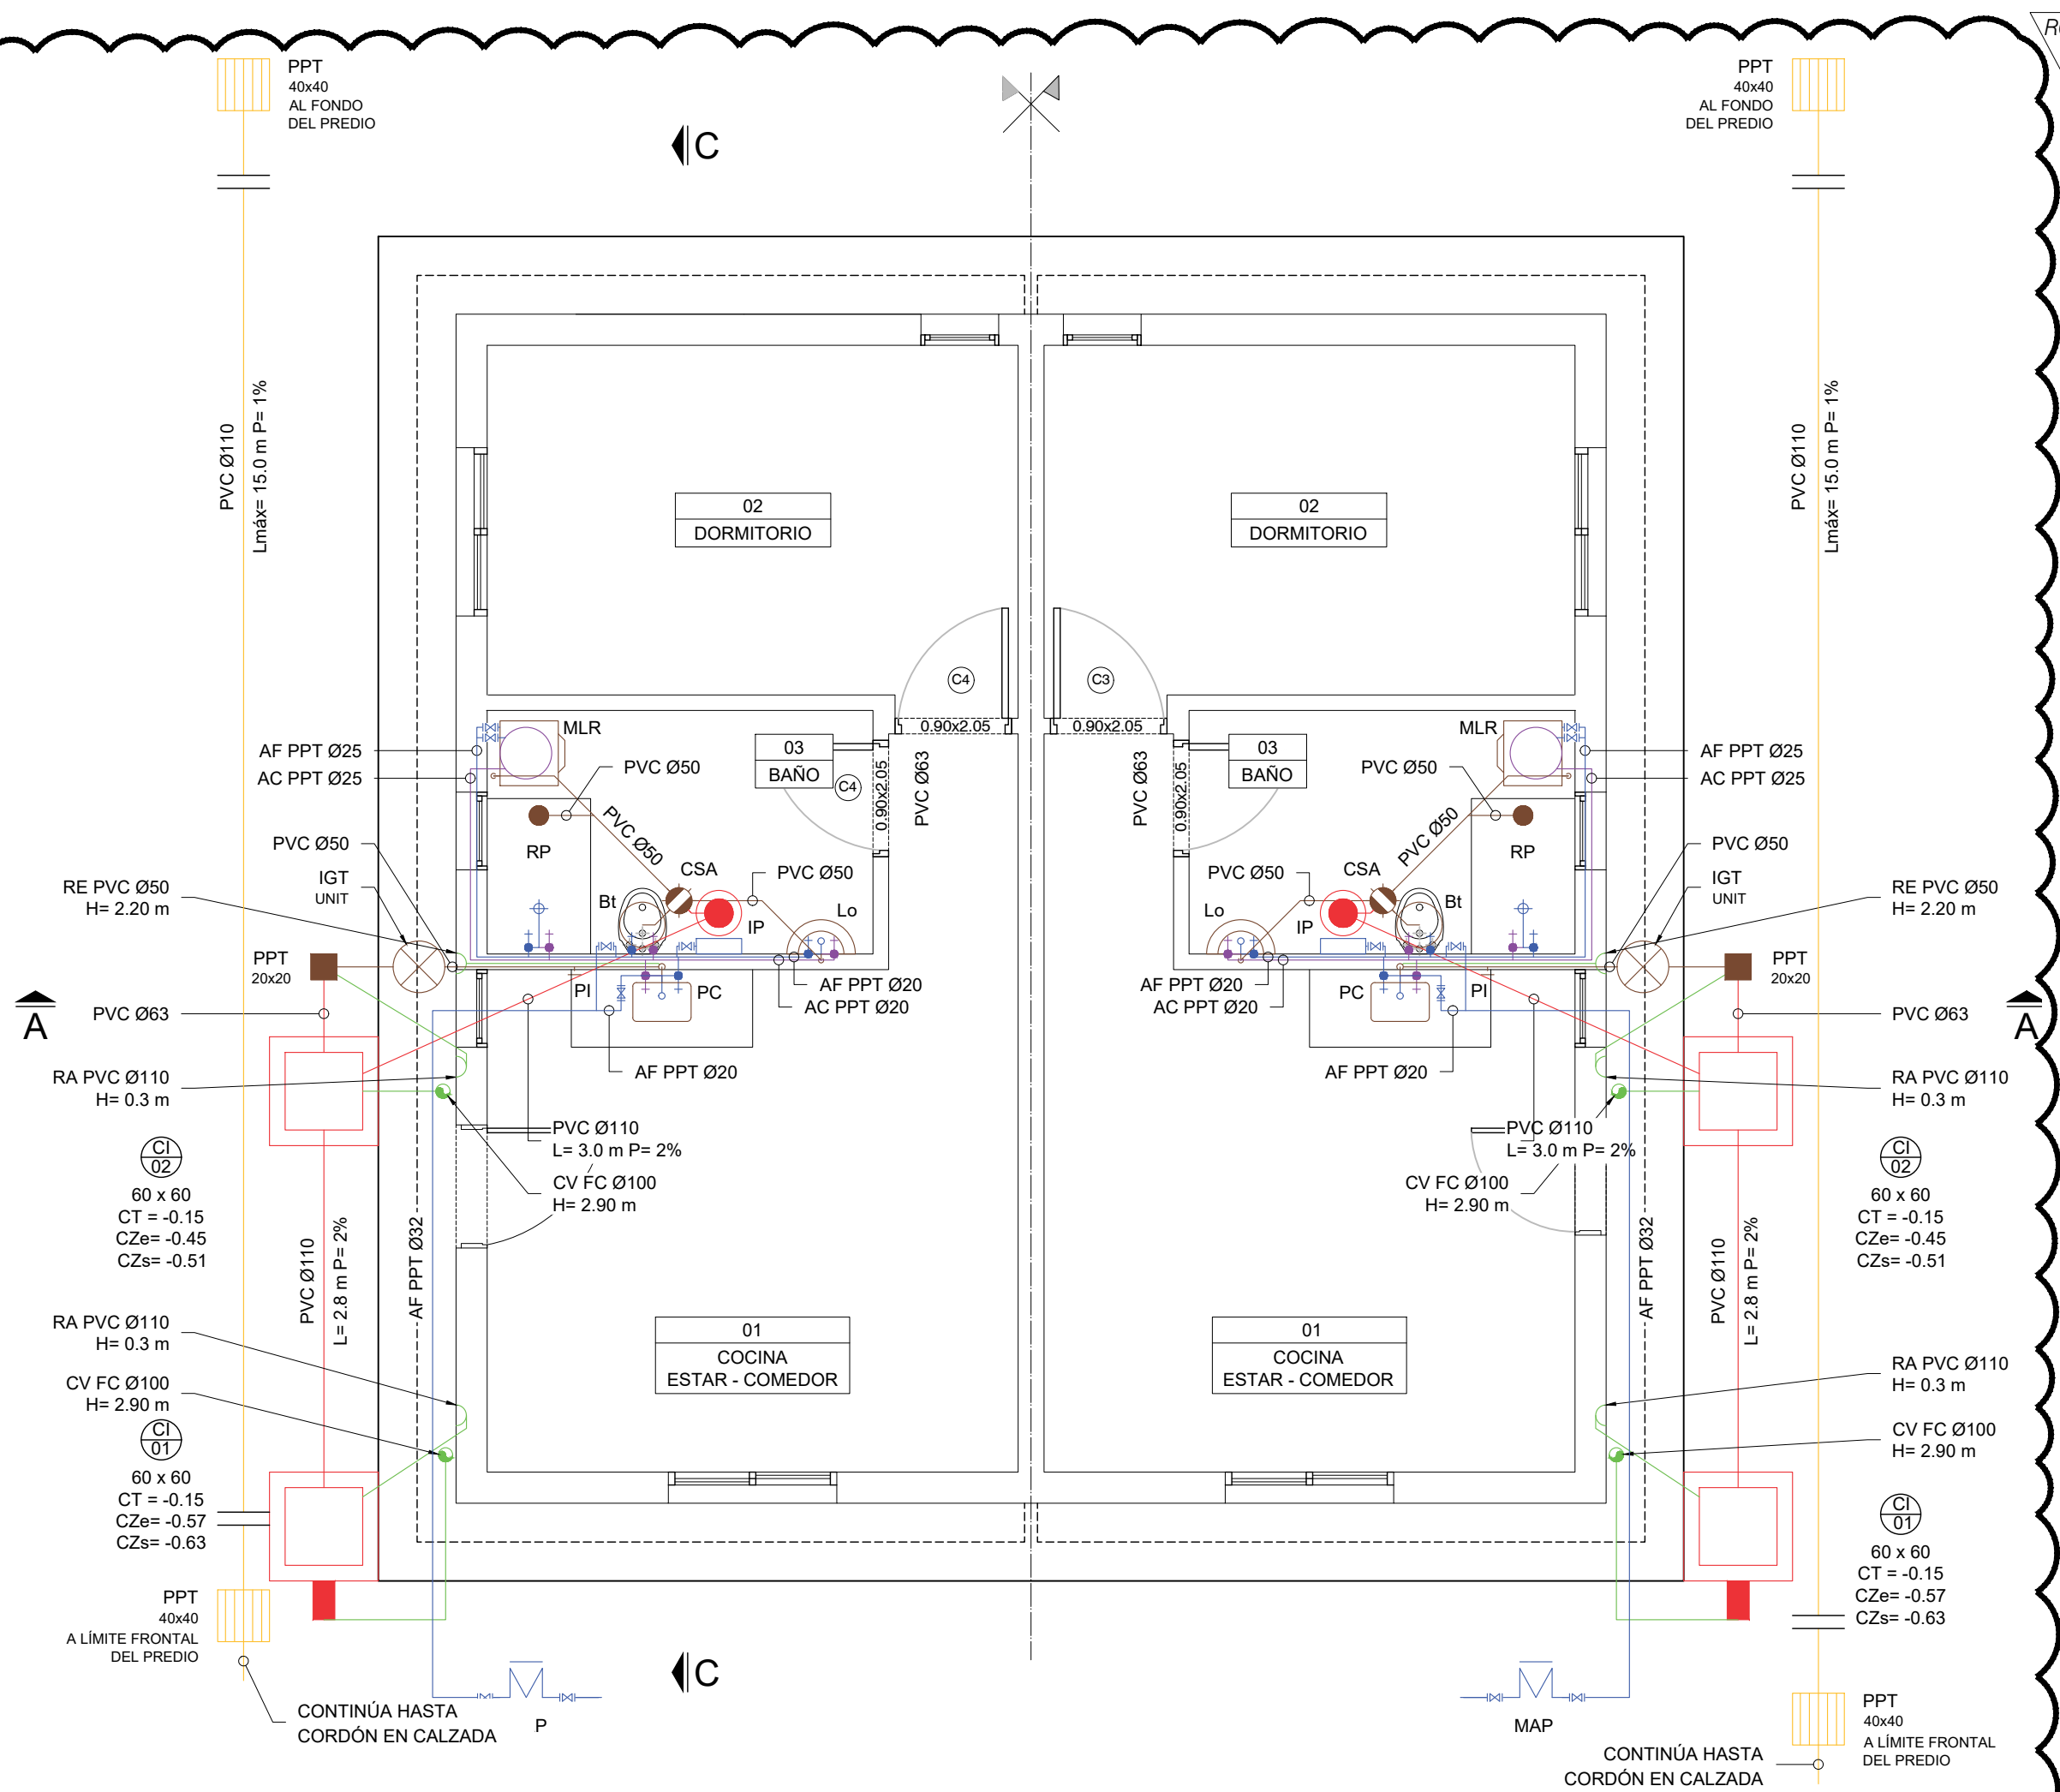 PPT
40x40
AL FONDO
DEL PREDIO
C
PPT
40x40
AL FONDO
DEL PREDIO
PVC Ø110
Lmáx= 15.0 m P= 1%
PVC Ø110
Lmáx= 15.0 m P= 1%
02
DORMITORIO
02
DORMITORIO
C4
C3
0.90x2.05
0.90x2.05
MLR
MLR
03
BAÑO
03
BAÑO
C4
0.90x2.05
0.90x2.05
PVC Ø63
PVC Ø63
AF PPT Ø25
AC PPT Ø25
PVC Ø50
PVC Ø50
AF PPT Ø25
AC PPT Ø25
PVC Ø50
PVC Ø50
RP
RP
PVC Ø50
IGT
UNIT
RE PVC Ø50
H= 2.20 m
CSA
PVC Ø50
Bt
IP
Lo
PVC Ø50
CSA
Lo
IP
Bt
PVC Ø50
IGT
UNIT
RE PVC Ø50
H= 2.20 m
PPT
20x20
PPT
20x20
PI
PC
AF PPT Ø20
AC PPT Ø20
AF PPT Ø20
AC PPT Ø20
PC
PI
A
PVC Ø63
PVC Ø63
A
RA PVC Ø110
H= 0.3 m
AF PPT Ø20
AF PPT Ø20
RA PVC Ø110
H= 0.3 m
PVC Ø110
L= 3.0 m P= 2%
CV FC Ø100
H= 2.90 m
PVC Ø110
L= 3.0 m P= 2%
CV FC Ø100
H= 2.90 m
CI
02
60 x 60
CT = -0.15
CZe= -0.45
CZs= -0.51
CI
02
60 x 60
CT = -0.15
CZe= -0.45
CZs= -0.51
PVC Ø110
L= 2.8 m P= 2%
AF PPT Ø32
AF PPT Ø32
PVC Ø110
L= 2.8 m P= 2%
01
COCINA
ESTAR - COMEDOR
01
COCINA
ESTAR - COMEDOR
RA PVC Ø110
H= 0.3 m
CV FC Ø100
H= 2.90 m
RA PVC Ø110
H= 0.3 m
CV FC Ø100
H= 2.90 m
CI
01
60 x 60
CT = -0.15
CZe= -0.57
CZs= -0.63
CI
01
60 x 60
CT = -0.15
CZe= -0.57
CZs= -0.63
PPT
40x40
A LÍMITE FRONTAL
DEL PREDIO
C
CONTINÚA HASTA
CORDÓN EN CALZADA
P
MAP
PPT
40x40
A LÍMITE FRONTAL
DEL PREDIO
CONTINÚA HASTA
CORDÓN EN CALZADA